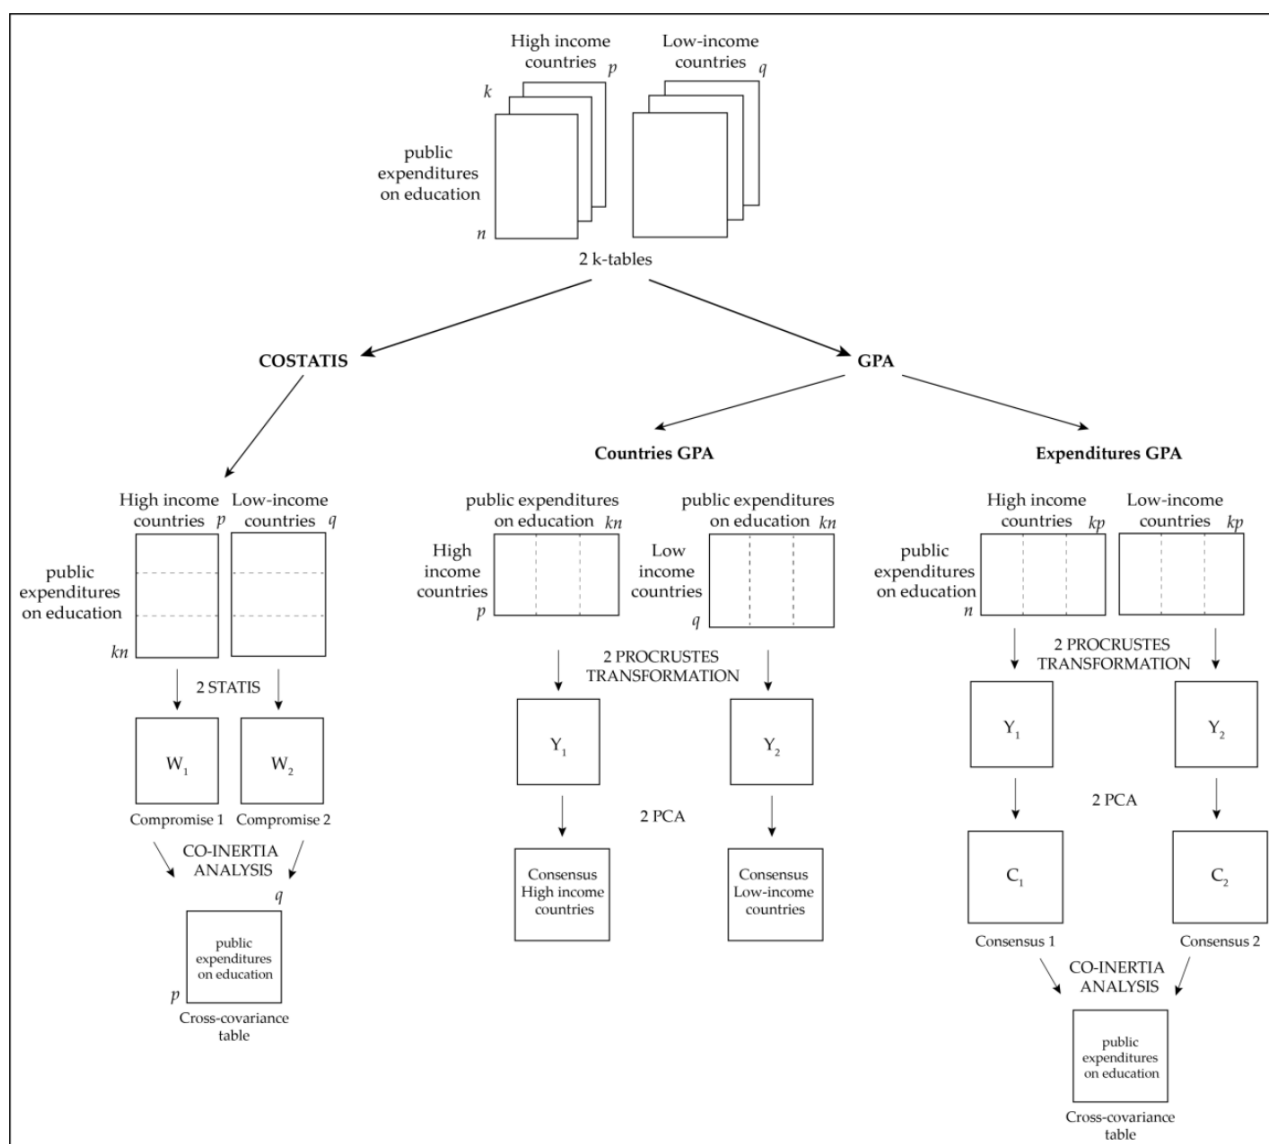 High income
countries
p
Low-income
countries
q
k
public
expenditures
on education
n
2 k-tables
COSTATIS
GPA
Countries GPA
Expenditures GPA
High income
countries
p
Low-income
countries
q
public
expenditures
on education
kn
2 STATIS
W1
W2
Compromise 1
Compromise 2
CO-INERTIA
ANALYSIS
q
public
expenditures
on education
p
Cross-covariance
table
public expenditures
on education
kn
High
income
countries
p
public expenditures
on education
kn
Low
income
countries
q
2 PROCRUSTES
TRANSFORMATION
Y1
Y2
2 PCA
Consensus
High income
countries
Consensus
Low-income
countries
High income
countries
kp
Low-income
countries
kp
public
expenditures
on education
n
2 PROCRUSTES
TRANSFORMATION
Y1
Y2
2 PCA
C1
C2
Consensus 1
Consensus 2
CO-INERTIA
ANALYSIS
public
expenditures
on education
Cross-covariance
table